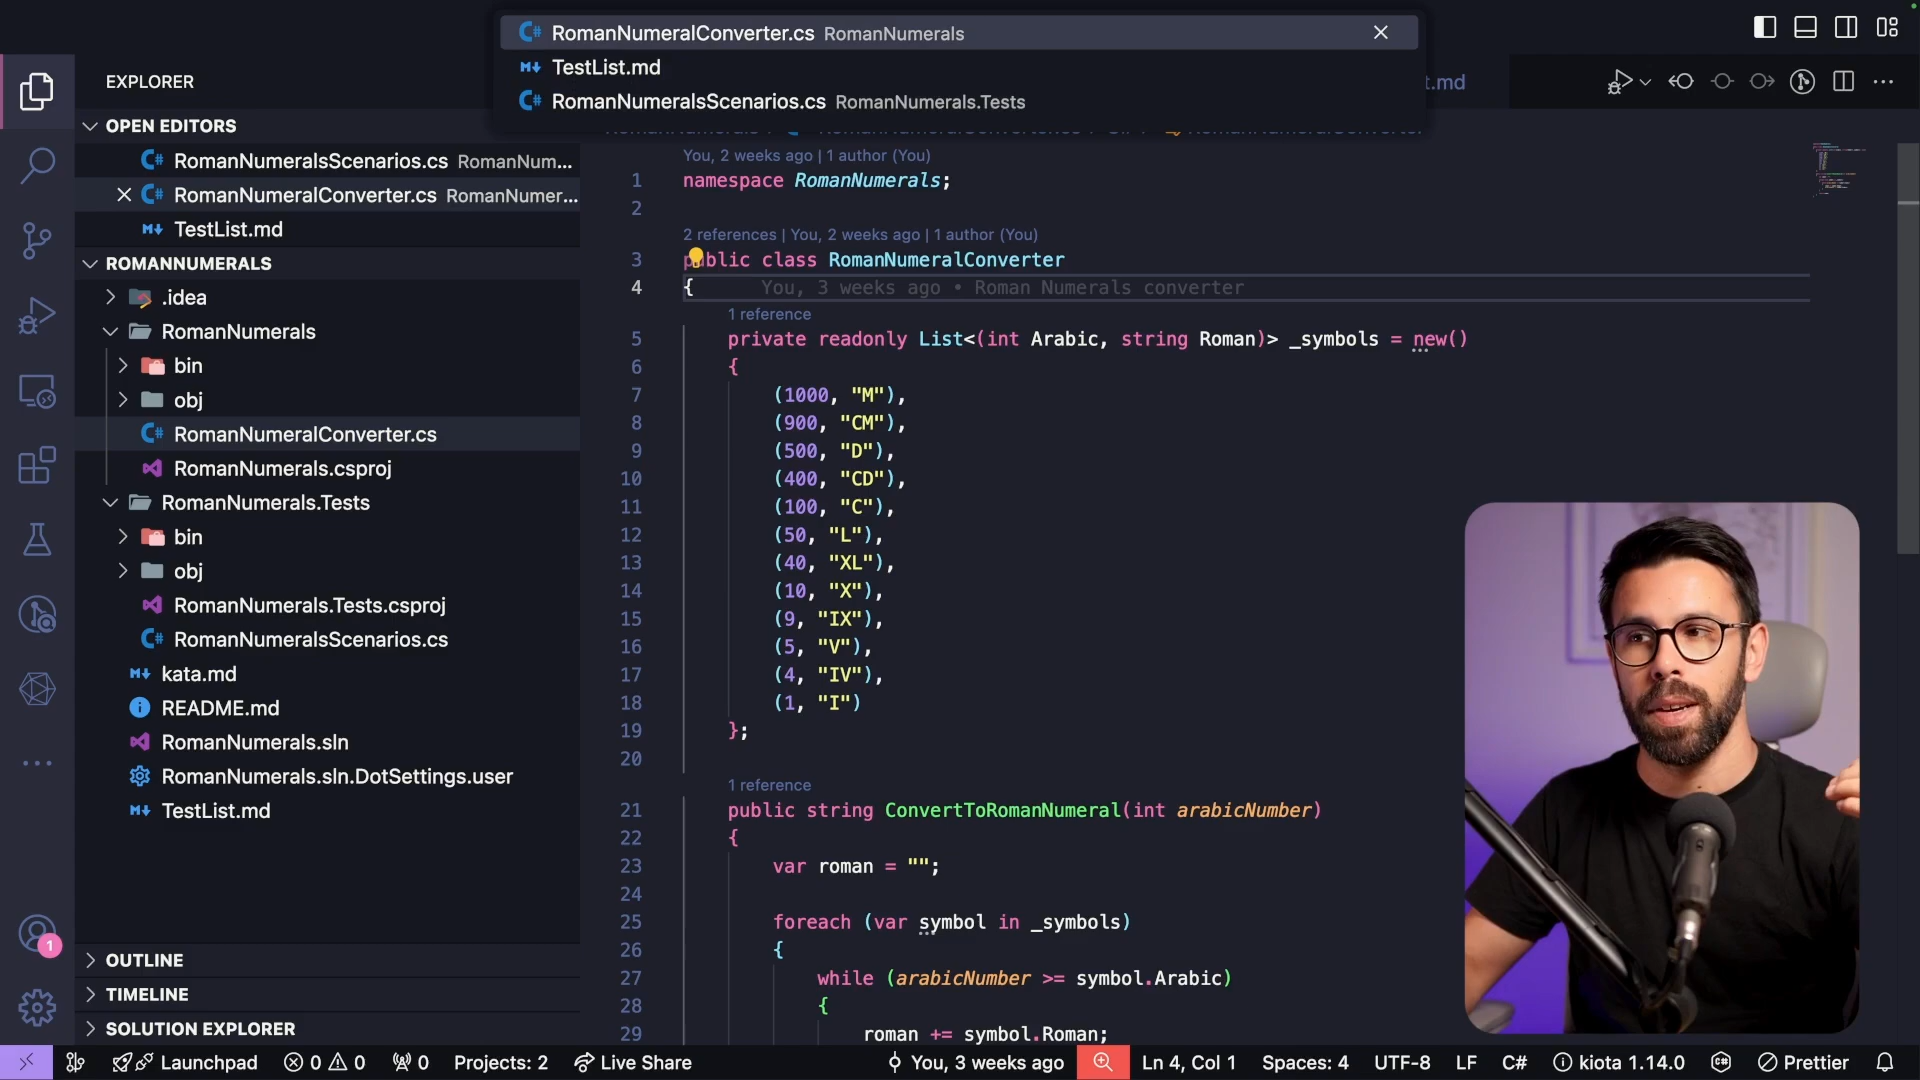 RomanNumeralConverter.cs RomanNumerals
TestList.md
RomanNumeralsScenarios.cs RomanNumerals.Tests
EXPLORER
OPEN EDITORS
RomanNumeralsScenarios.cs RomanNum...
RomanNumeralConverter.cs RomanNumer...
TestList.md
ROMANNUMERALS
.idea
RomanNumerals
bin
obj
RomanNumeralConverter.cs
RomanNumerals.csproj
RomanNumerals.Tests
bin
obj
RomanNumerals.Tests.csproj
RomanNumeralsScenarios.cs
kata.md
README.md
RomanNumerals.sln
RomanNumerals.sln.DotSettings.user
TestList.md
OUTLINE
TIMELINE
SOLUTION EXPLORER
1
t.md
You, 2 weeks ago | 1 author (You)
1 namespace RomanNumerals;
2
2 references | You, 2 weeks ago | 1 author (You)
3 public class RomanNumeralConverter
4 { You, 3 weeks ago • Roman Numerals converter
1 reference
5 private readonly List<(int Arabic, string Roman)> _symbols = new()
6 {
7 (1000, "M"),
8 (900, "CM"),
9 (500, "D"),
10 (400, "CD"),
11 (100, "C"),
12 (50, "L"),
13 (40, "XL"),
14 (10, "X"),
15 (9, "IX"),
16 (5, "V"),
17 (4, "IV"),
18 (1, "I")
19 };
20
1 reference
21 public string ConvertToRomanNumeral(int arabicNumber)
22 {
23 var roman = "";
24
25 foreach (var symbol in _symbols)
26 {
27 while (arabicNumber >= symbol.Arabic)
28 {
29 roman += symbol.Roman;
Launchpad 0 0 0 Projects: 2 Live Share You, 3 weeks ago Ln 4, Col 1 Spaces: 4 UTF-8 LF C# kiota 1.14.0 Prettier